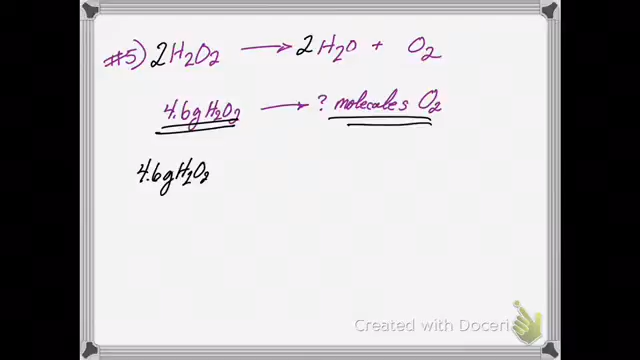 #5) 2H₂O₂ → 2H₂O + O₂
4.6g H₂O₂ → ? molecules O₂
4.6g H₂O₂
Created with Doceri